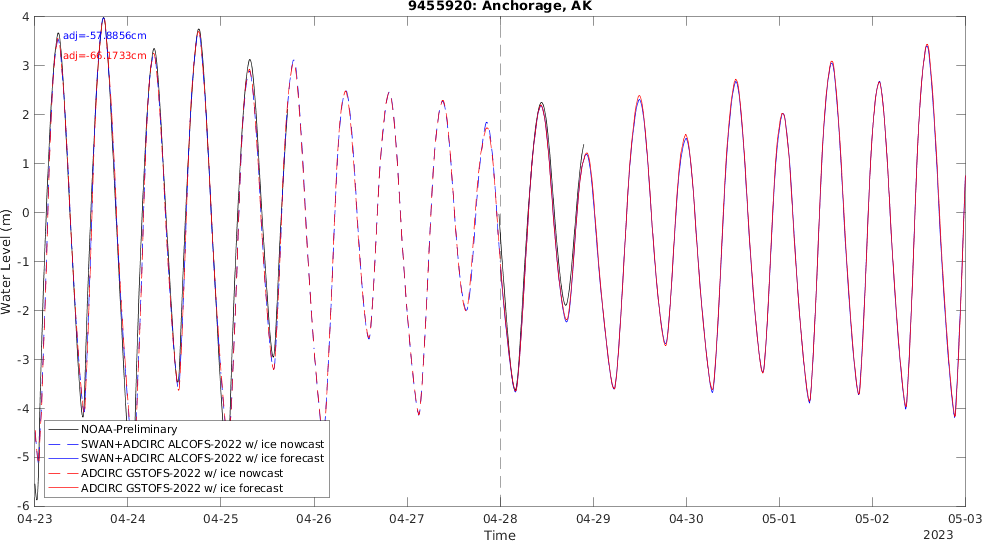 9455920: Anchorage, AK
adj=-57.8856cm
adj=-66.1733cm
Water Level (m)
4
3
2
1
0
-1
-2
-3
-4
-5
-6
NOAA-Preliminary
SWAN+ADCIRC ALCOFS-2022 w/ ice nowcast
SWAN+ADCIRC ALCOFS-2022 w/ ice forecast
ADCIRC GSTOFS-2022 w/ ice nowcast
ADCIRC GSTOFS-2022 w/ ice forecast
04-23 04-24 04-25 04-26 04-27 04-28 04-29 04-30 05-01 05-02 05-03
Time
2023